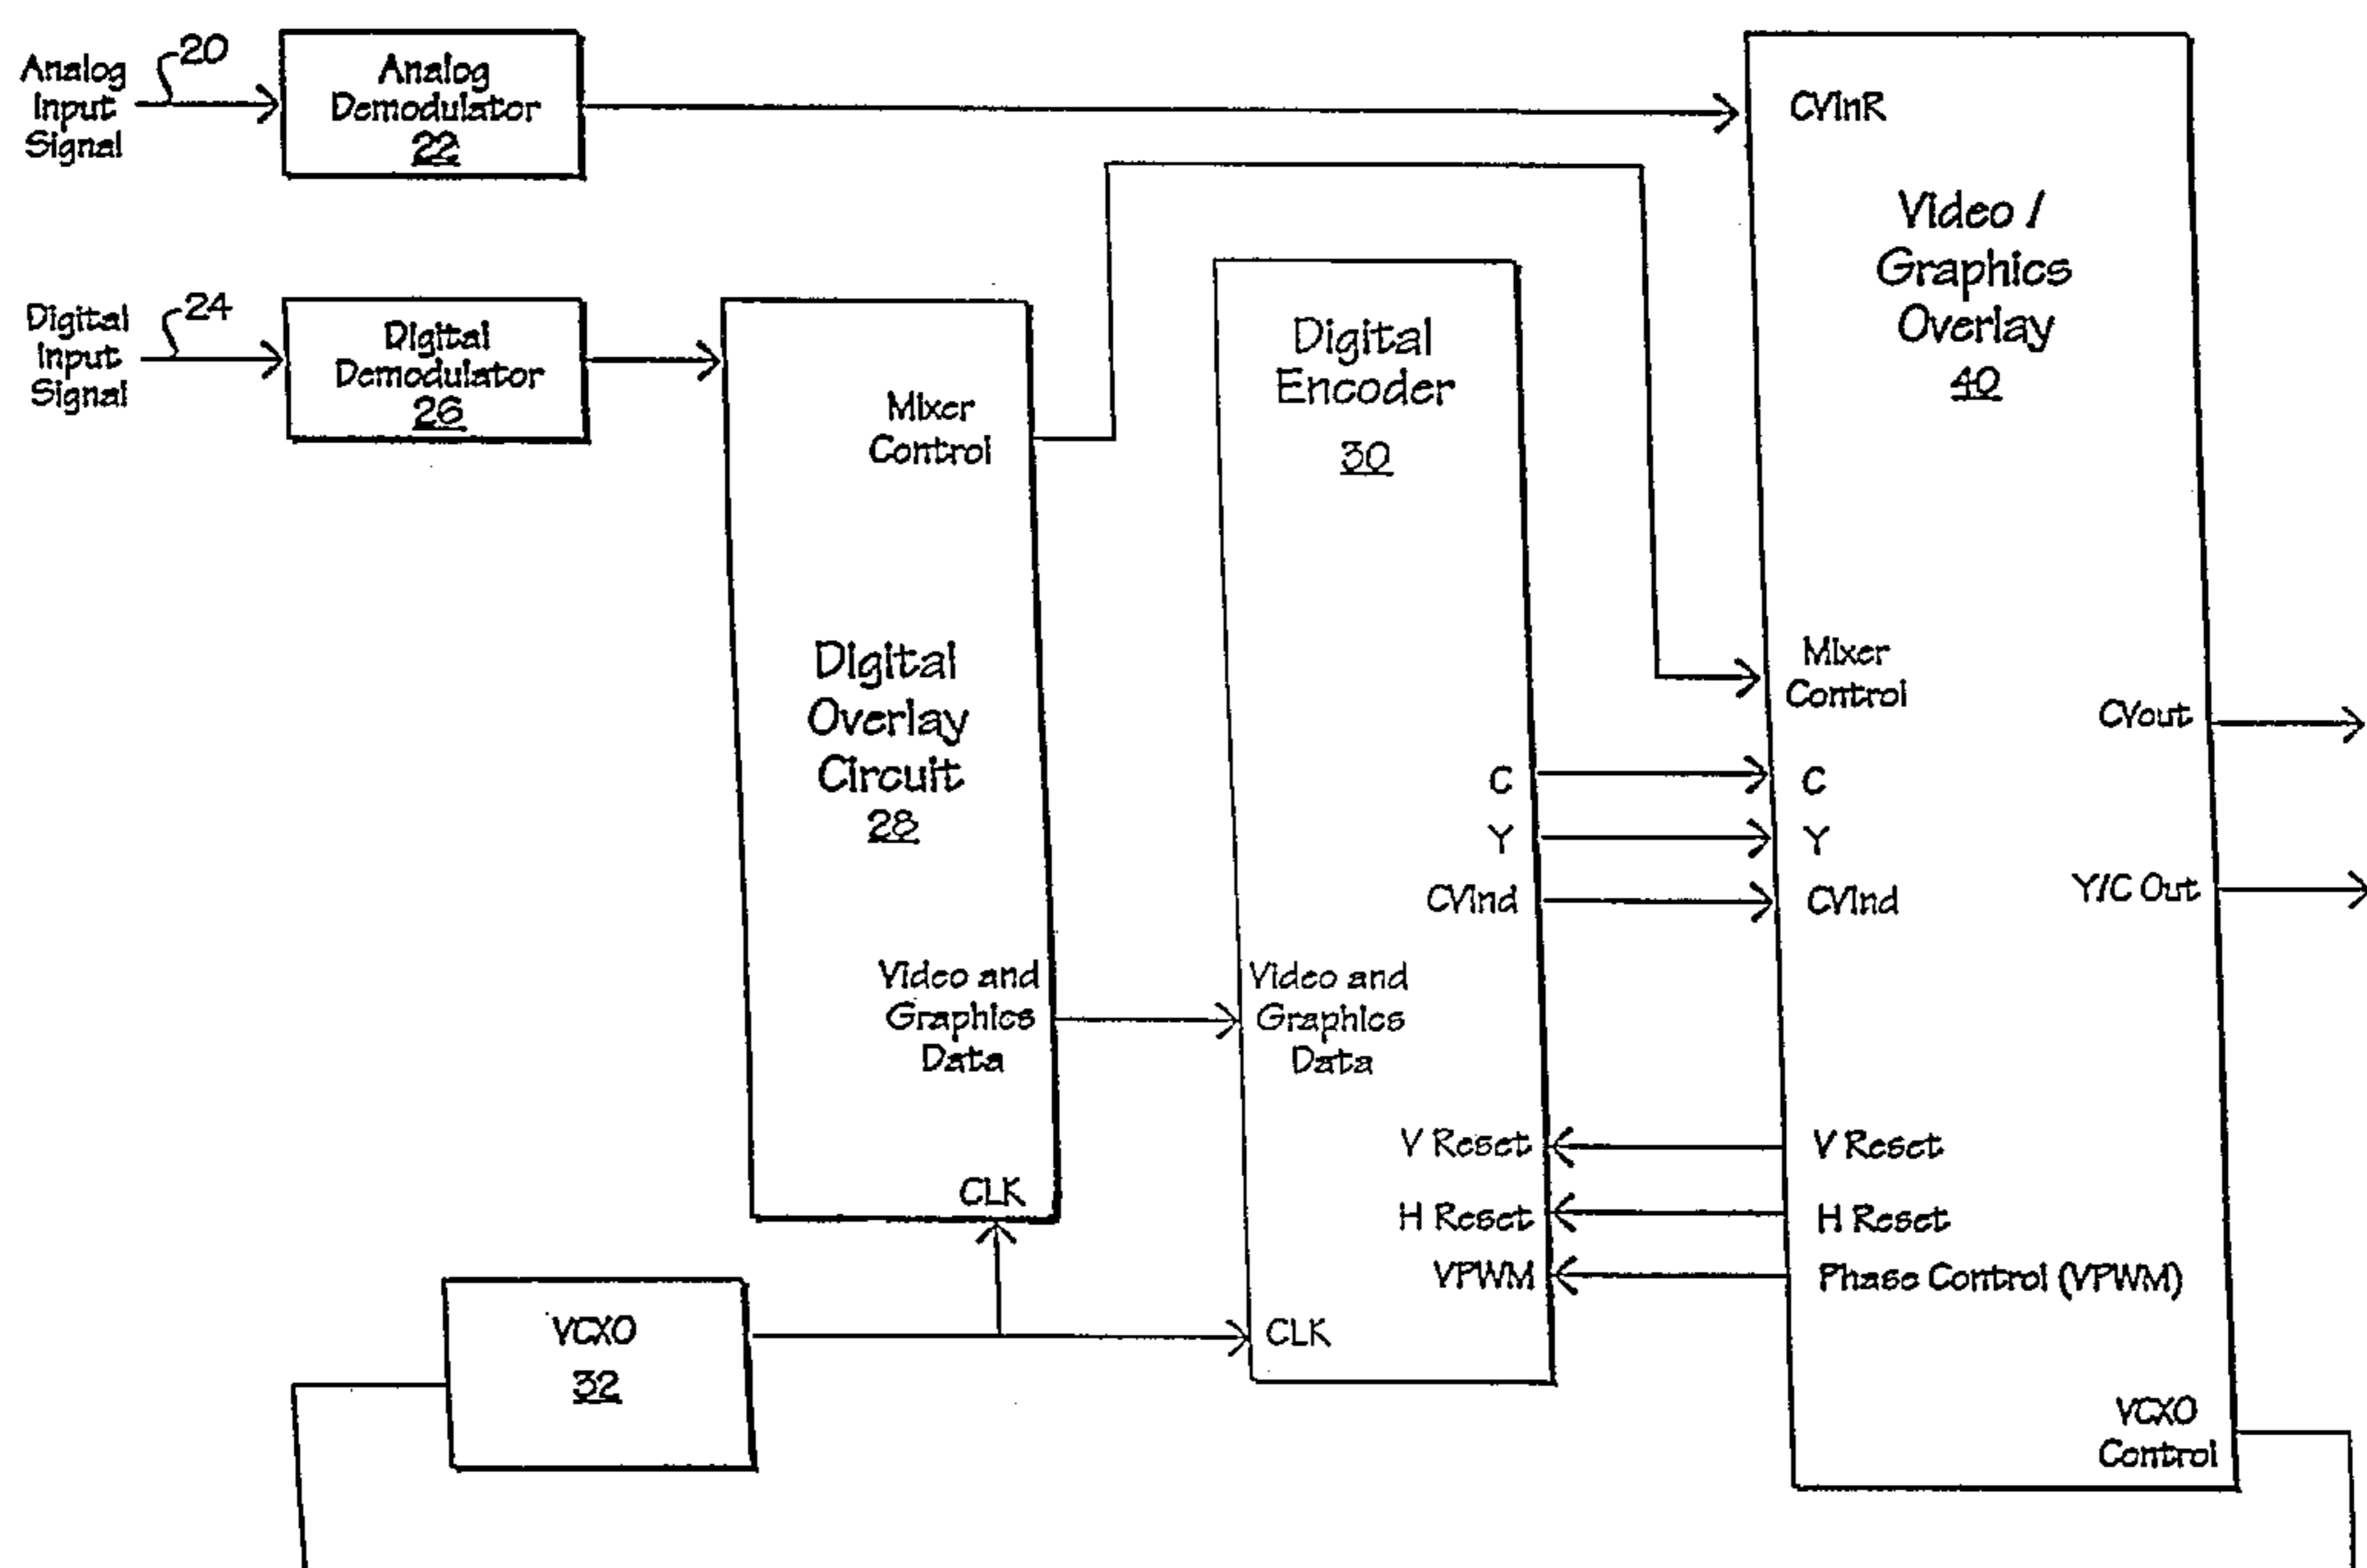 Analog
Input
Signal
20
Analog
Demodulator
22
Digital
Input
Signal
24
Digital
Demodulator
26
Mixer
Control
Digital
Overlay
Circuit
28
Video and
Graphics
Data
CLK
VCXO
32
Digital
Encoder
30
C
Y
CVInd
Video and
Graphics
Data
V Reset
H Reset
VPWM
CLK
CVInR
Video /
Graphics
Overlay
40
Mixer
Control
CVout
C
Y
CVInd
Y/C Out
V Reset
H Reset
Phase Control (VPWM)
VCXO
Control